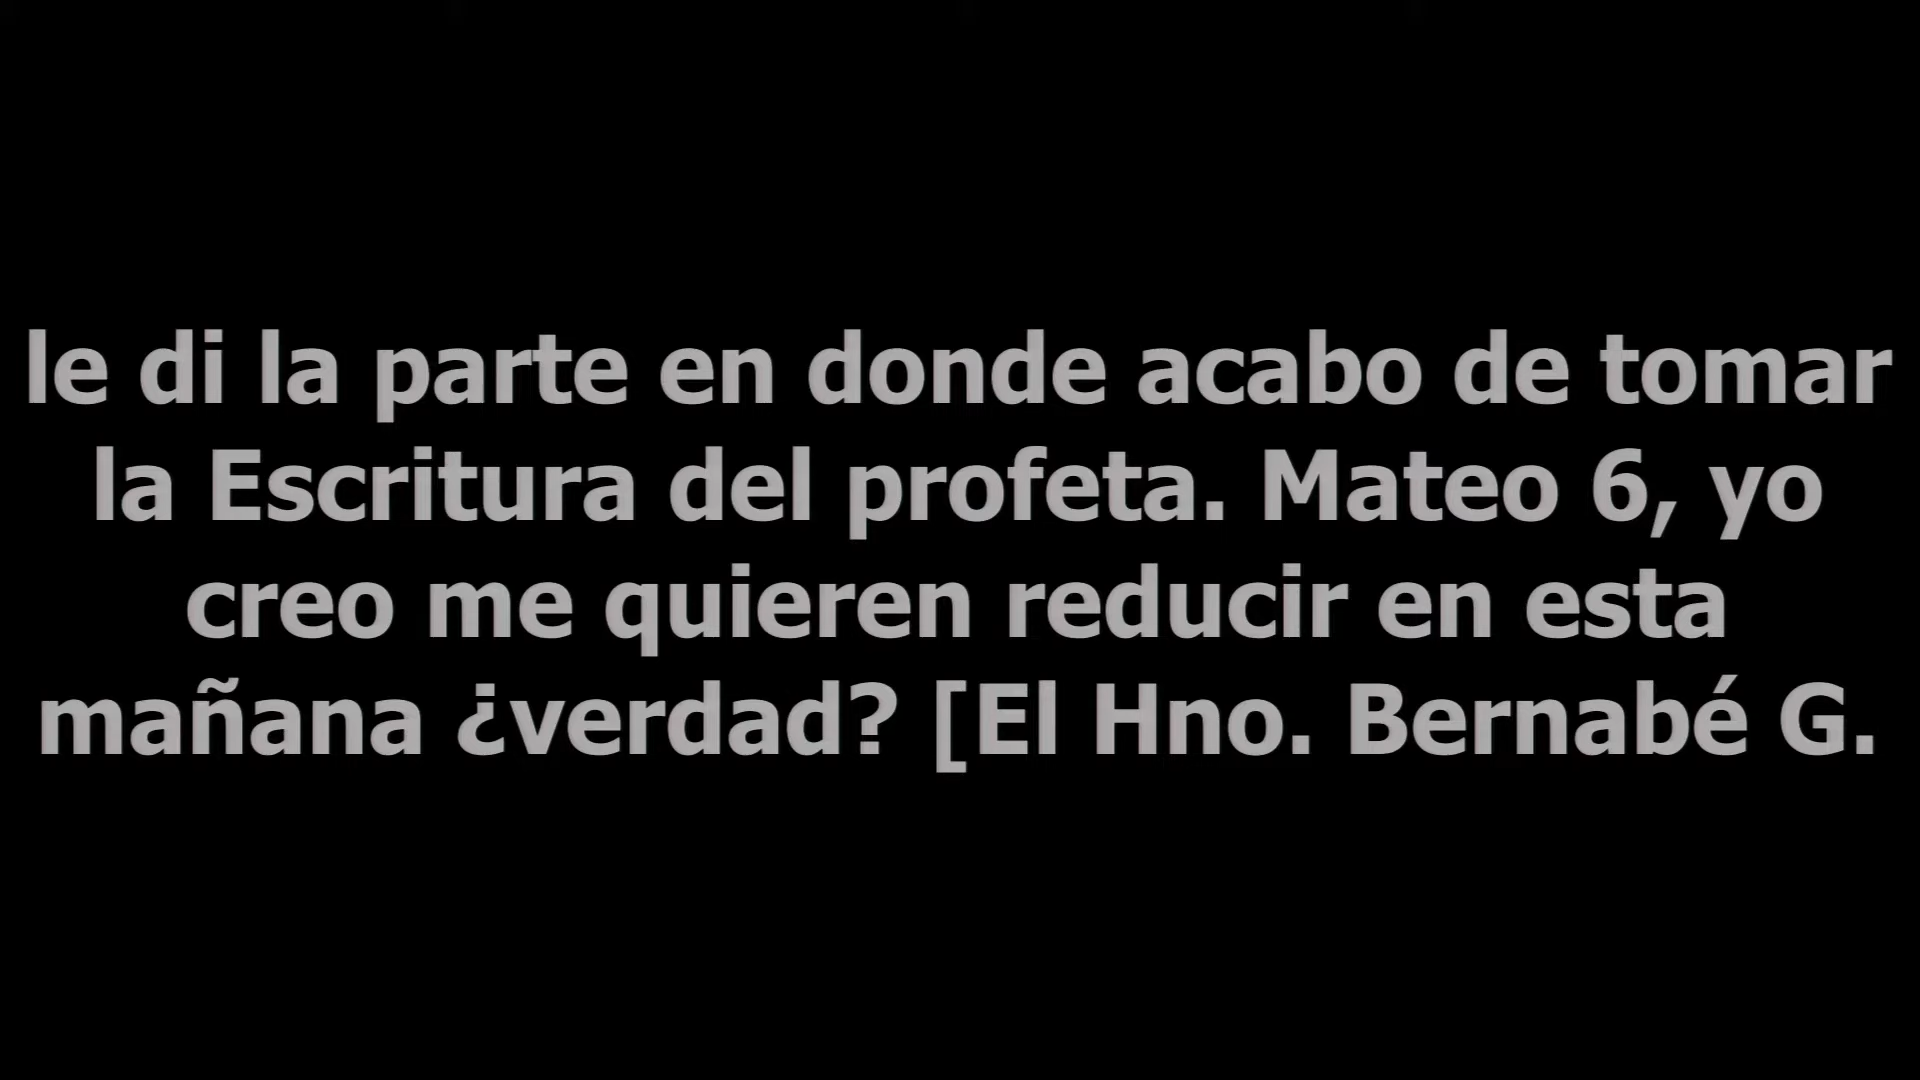 le di la parte en donde acabo de tomar
la Escritura del profeta. Mateo 6, yo
creo me quieren reducir en esta
mañana ¿verdad? [El Hno. Bernabé G.